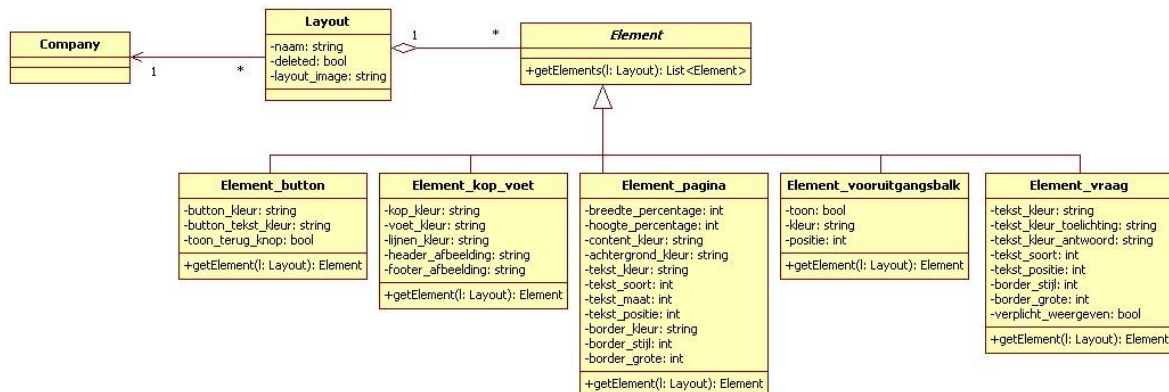 Company
1
*
Layout
-naam: string
-deleted: bool
-layout_image: string
1
*
Element
+getElements(l: Layout): List<Element>
Element_button
-button_kleur: string
-button_tekst_kleur: string
-toon_terug_knop: bool
+getElement(l: Layout): Element
Element_kop_voet
-kop_kleur: string
-voet_kleur: string
-lijnen_kleur: string
-header_afbeelding: string
-footer_afbeelding: string
+getElement(l: Layout): Element
Element_pagina
-breedte_percentage: int
-hoogte_percentage: int
-content_kleur: string
-achtergrond_kleur: string
-tekst_kleur: string
-tekst_soort: int
-tekst_maat: int
-tekst_positie: int
-border_kleur: string
-border_stijl: int
-border_grote: int
+getElement(l: Layout): Element
Element_vooruitgangsbalk
-toon: bool
-kleur: string
-positie: int
+getElement(l: Layout): Element
Element_vraag
-tekst_kleur: string
-tekst_kleur_toelichting: string
-tekst_kleur_antwoord: string
-tekst_soort: int
-tekst_positie: int
-border_stijl: int
-border_grote: int
-verplicht_weergeven: bool
+getElement(l: Layout): Element